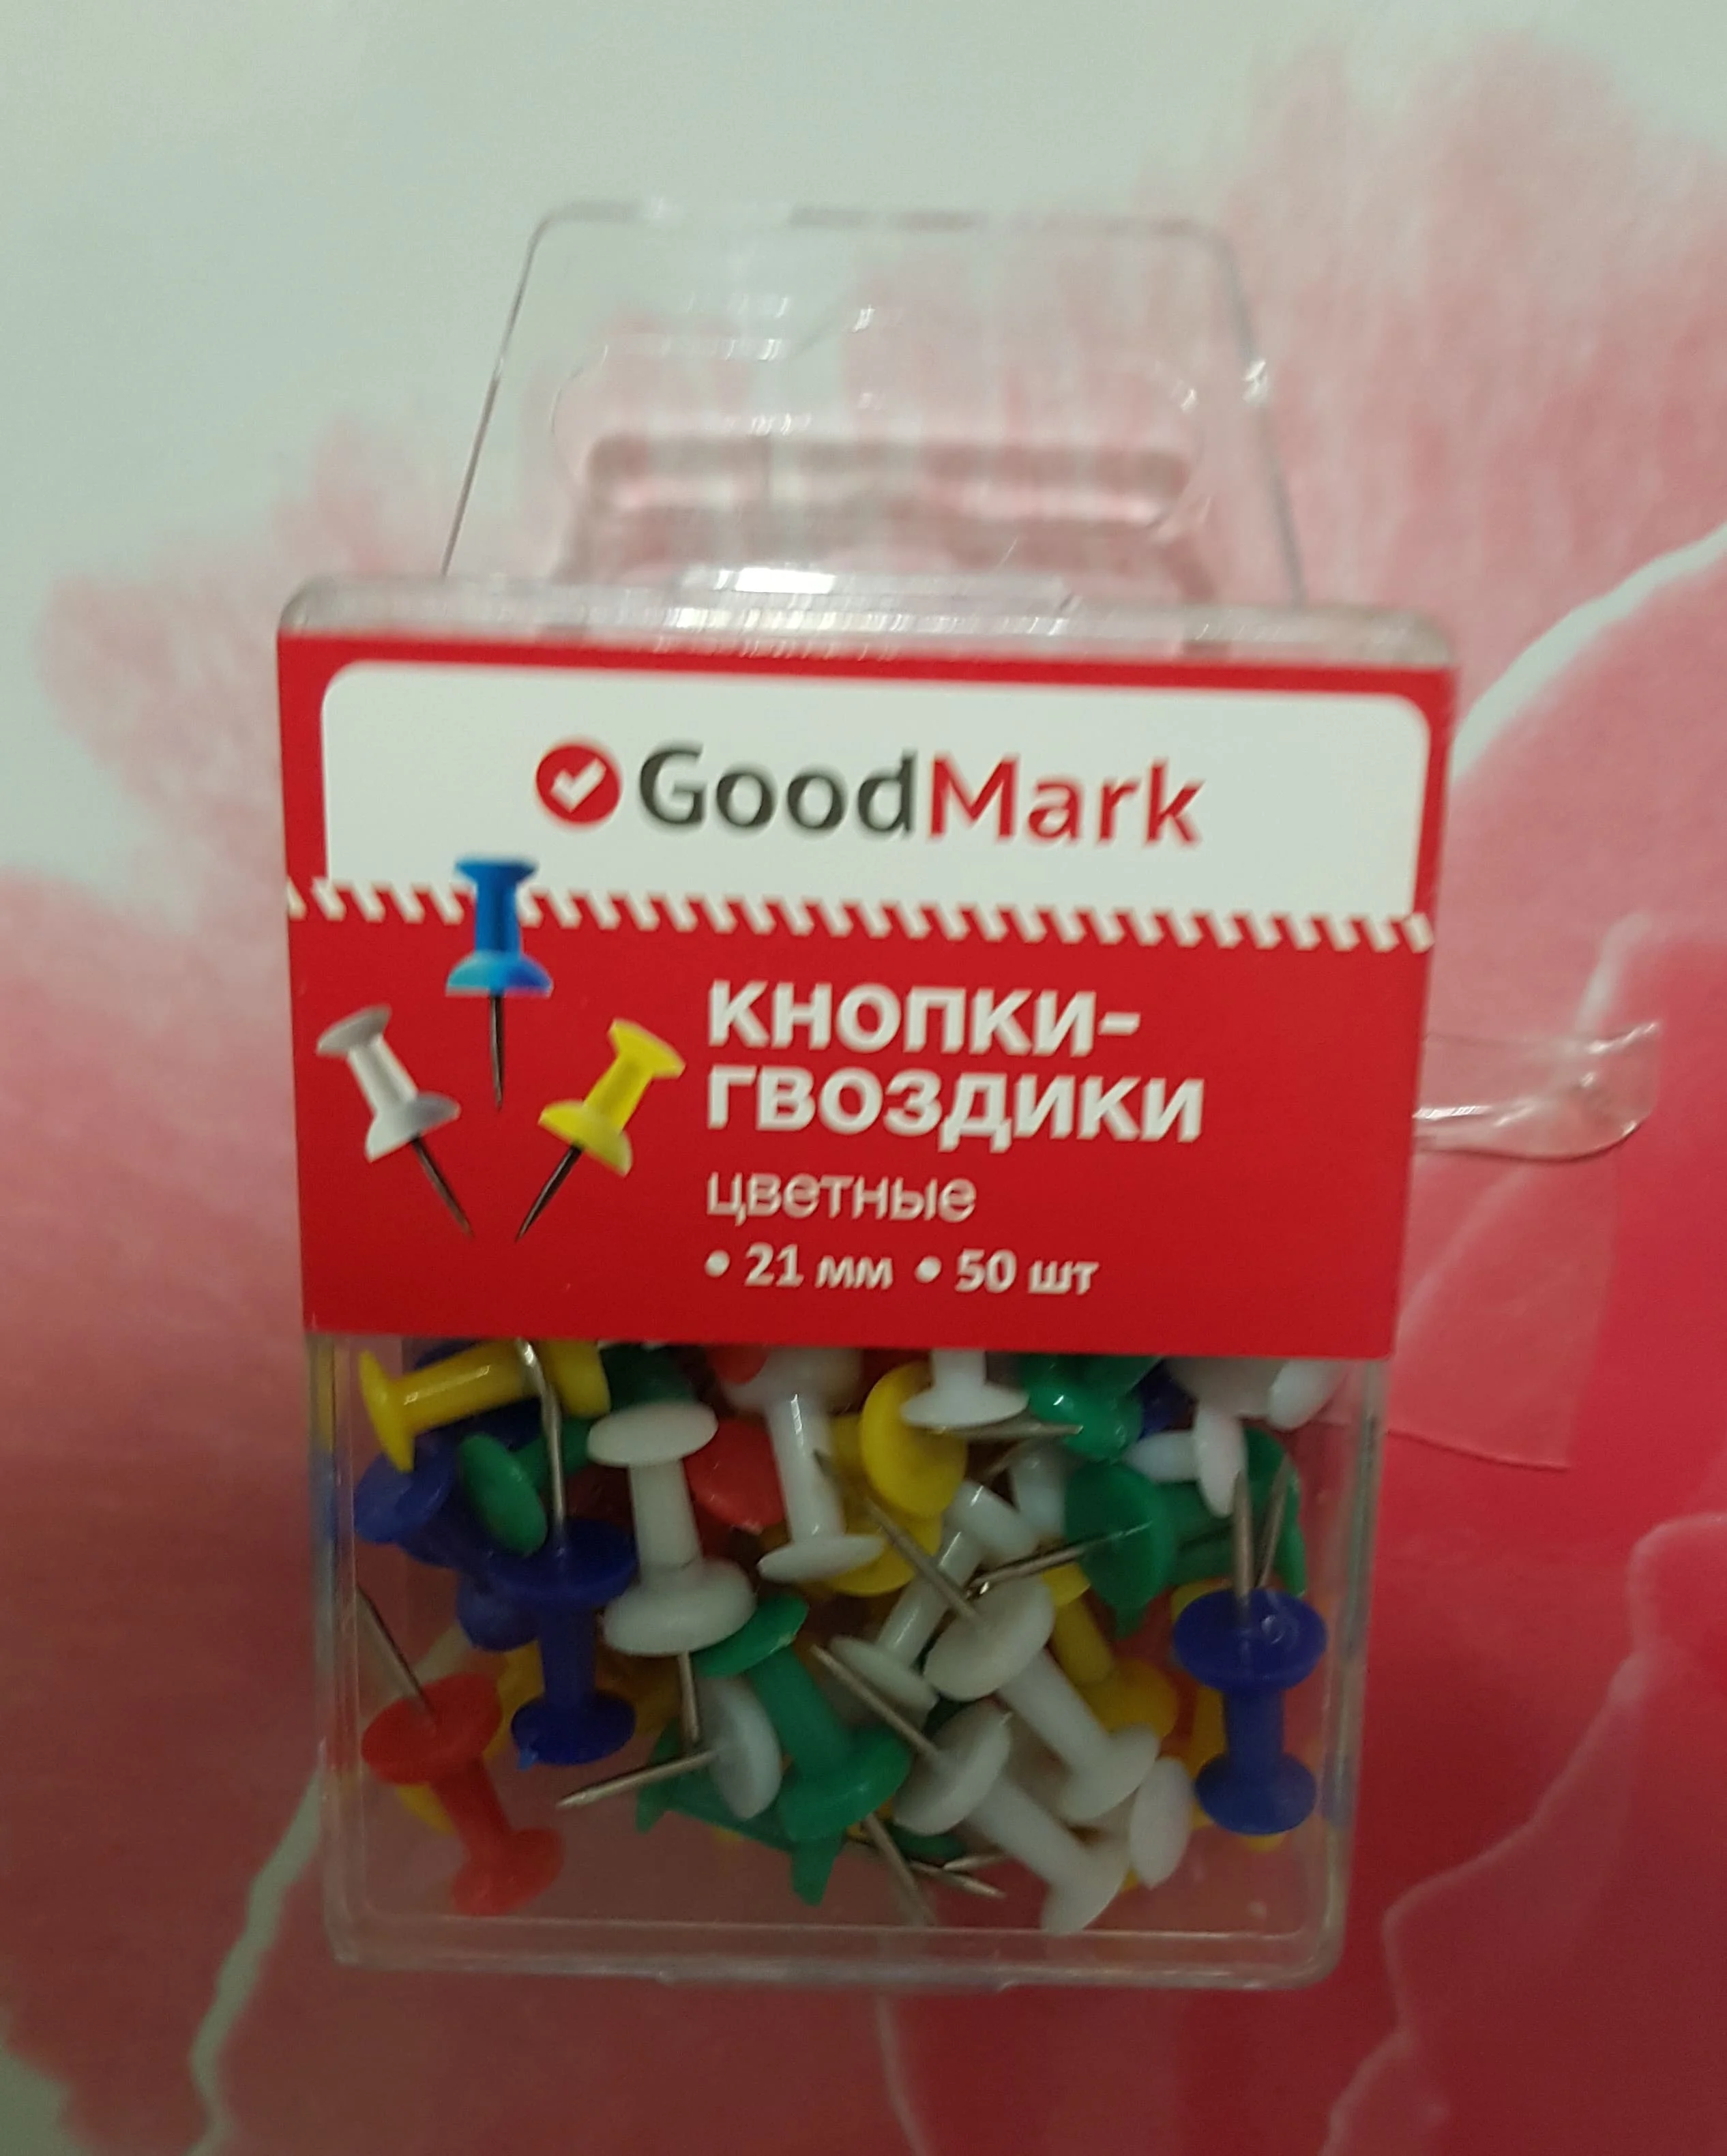 GoodMark
КНОПКИ-
ГВОЗДИКИ
цветные
• 21 мм • 50 шт